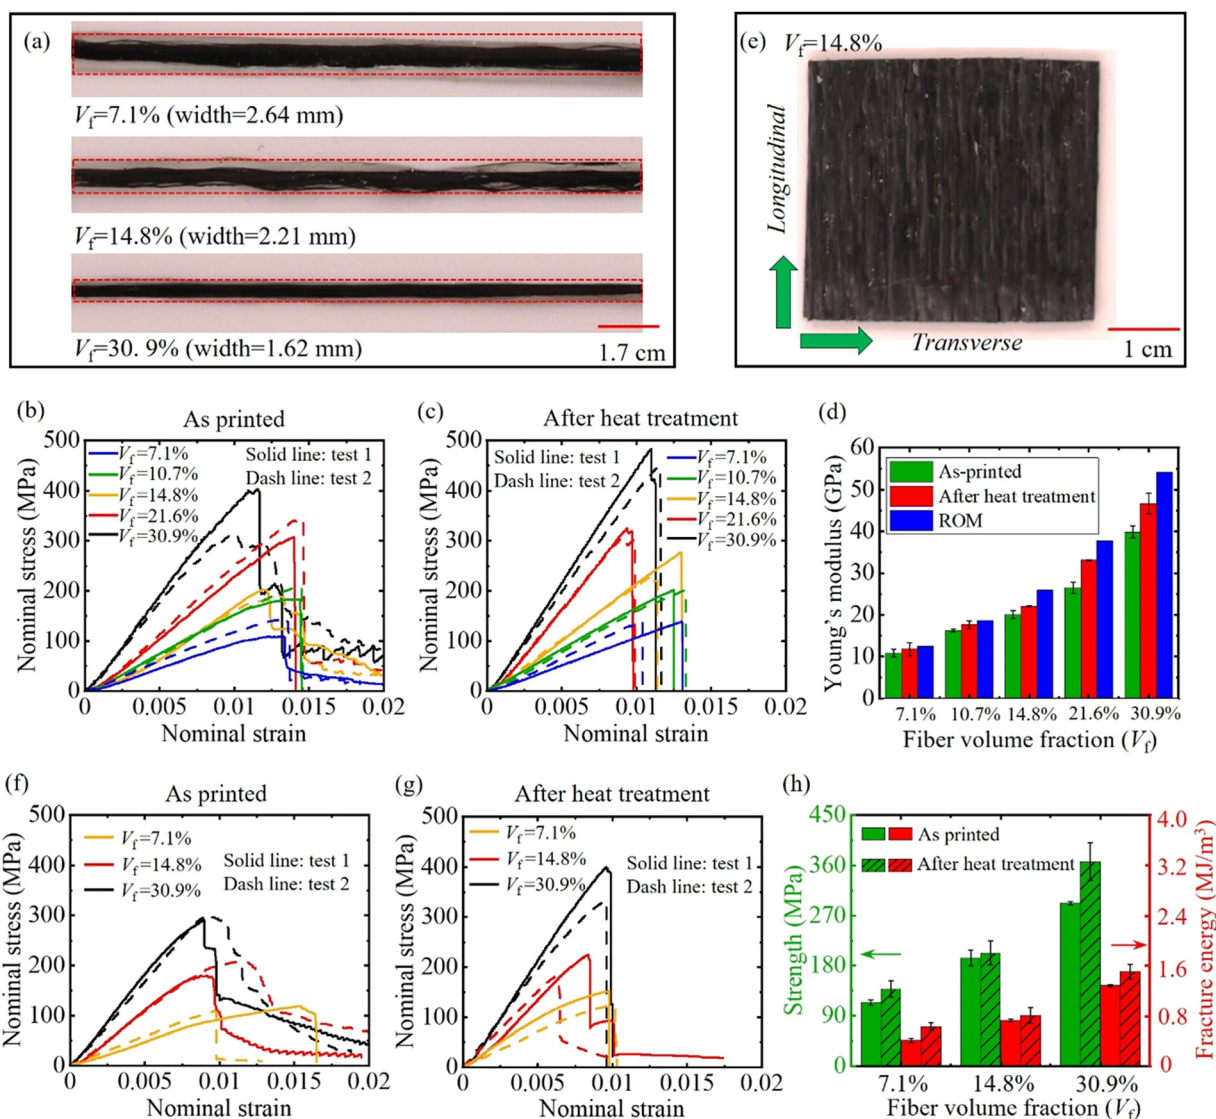 (a)
Vf=7.1% (width=2.64 mm)
Vf=14.8% (width=2.21 mm)
Vf=30. 9% (width=1.62 mm)
1.7 cm
(e)
Vf=14.8%
Longitudinal
Transverse
1 cm
(b)
As printed
500
400
300
200
100
0
Vf=7.1%
Vf=10.7%
Vf=14.8%
Vf=21.6%
Vf=30.9%
Solid line: test 1
Dash line: test 2
Nominal stress (MPa)
0 0.005 0.01 0.015 0.02
Nominal strain
(c)
After heat treatment
500
400
300
200
100
0
Solid line: test 1
Dash line: test 2
Vf=7.1%
Vf=10.7%
Vf=14.8%
Vf=21.6%
Vf=30.9%
Nominal stress (MPa)
0 0.005 0.01 0.015 0.02
Nominal strain
(d)
60
50
40
30
20
10
0
As-printed
After heat treatment
ROM
Young’s modulus (GPa)
7.1% 10.7% 14.8% 21.6% 30.9%
Fiber volume fraction (Vf)
(f)
As printed
500
400
300
200
100
0
Vf=7.1%
Vf=14.8%
Vf=30.9%
Solid line: test 1
Dash line: test 2
Nominal stress (MPa)
0 0.005 0.01 0.015 0.02
Nominal strain
(g)
After heat treatment
500
400
300
200
100
0
Vf=7.1%
Vf=14.8%
Vf=30.9%
Solid line: test 1
Dash line: test 2
Nominal stress (MPa)
0 0.005 0.01 0.015 0.02
Nominal strain
(h)
450
360
270
180
90
0
As printed
After heat treatment
Strength (MPa)
4.0
3.2
2.4
1.6
0.8
0
Fracture energy (MJ/m³)
7.1% 14.8% 30.9%
Fiber volume fraction (Vf)